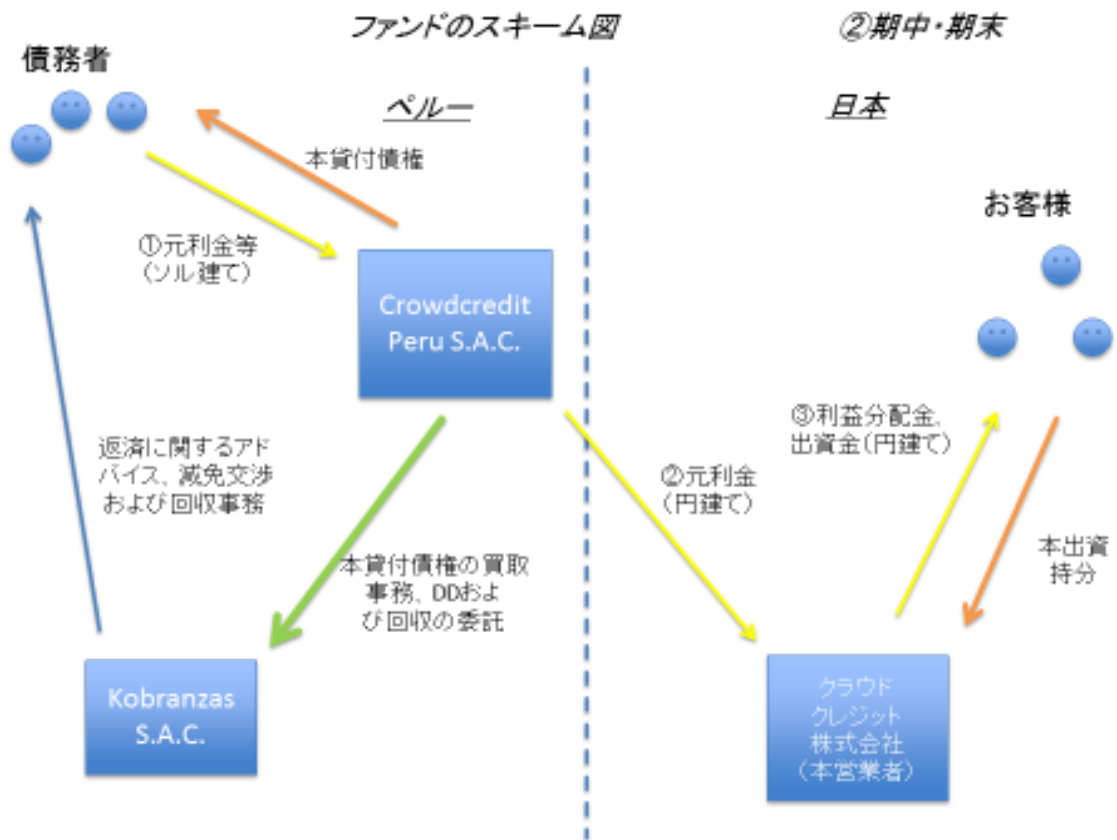 ファンドのスキーム図
②期中・期末
債務者
ペルー
日本
本貸付債権
お客様
①元利金等
(ソル建て)
Crowdcredit
Peru S.A.C.
③利益分配金、
出資金(円建て)
返済に関するアド
バイス、減免交渉
および回収事務
②元利金
(円建て)
本出資
持分
本貸付債権の買取
事務、DDおよ
び回収の委託
Kobranzas
S.A.C.
クラウド
クレジット
株式会社
(本営業者)